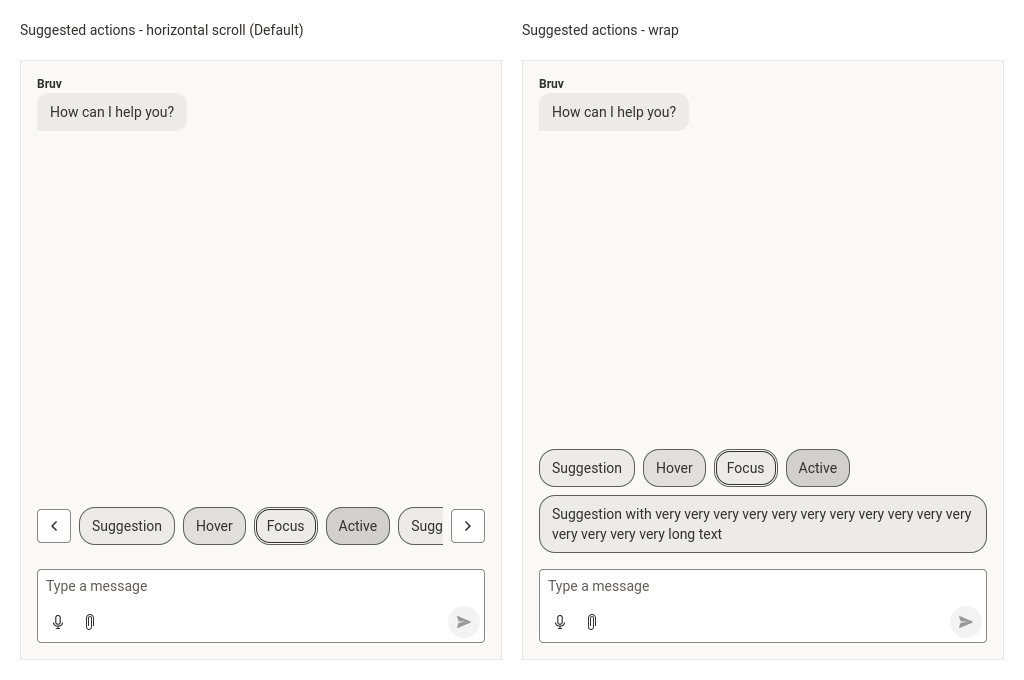 Suggested actions - horizontal scroll (Default)
Bruv
How can I help you?
Suggestion
Hover
Focus
Active
Sugg
Type a message
Suggested actions - wrap
Bruv
How can I help you?
Suggestion
Hover
Focus
Active
Suggestion with very very very very very very very very very very very
very very very very long text
Type a message